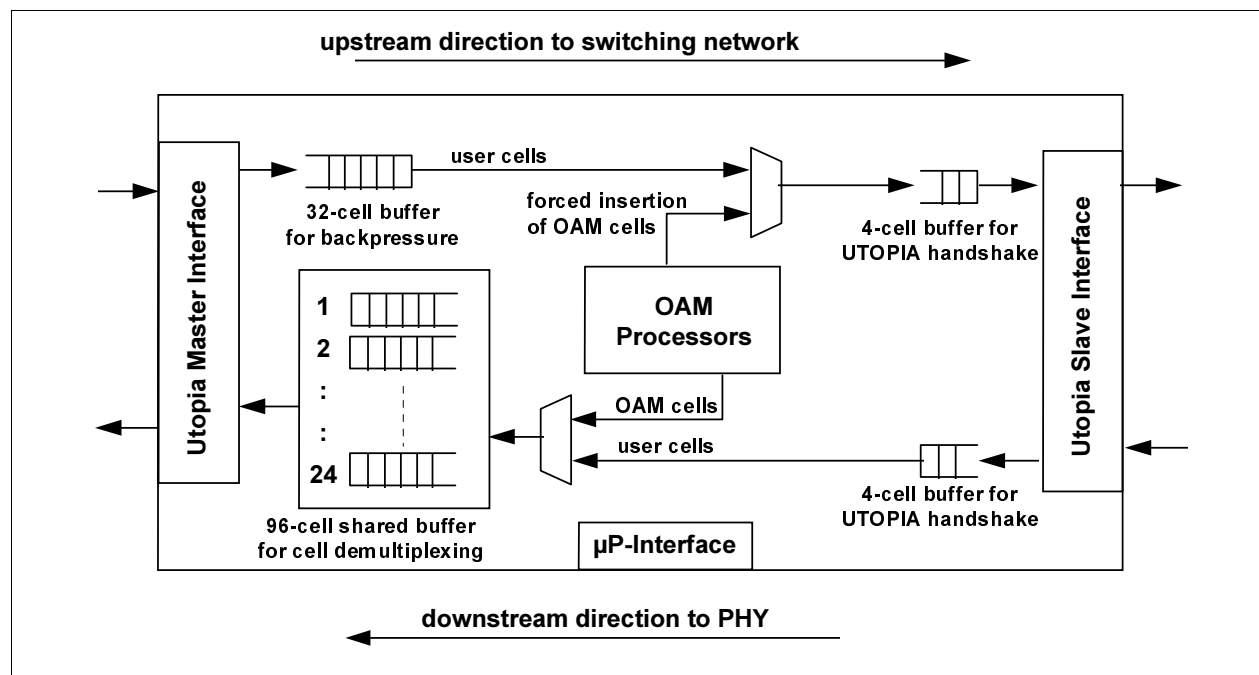 upstream direction to switching network
Utopia Master Interface
user cells
32-cell buffer
for backpressure
forced insertion
of OAM cells
4-cell buffer for
UTOPIA handshake
Utopia Slave Interface
OAM
Processors
1
2
:
:
24
96-cell shared buffer
for cell demultiplexing
OAM cells
user cells
4-cell buffer for
UTOPIA handshake
µP-Interface
downstream direction to PHY